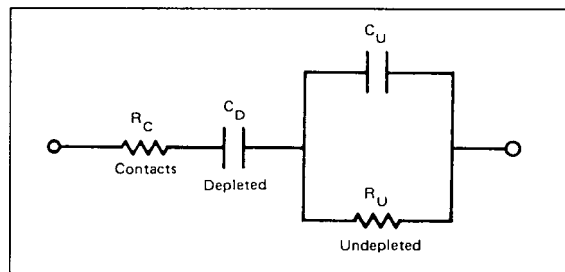 C_U
R_C
C_D
Contacts
Depleted
R_U
Undepleted